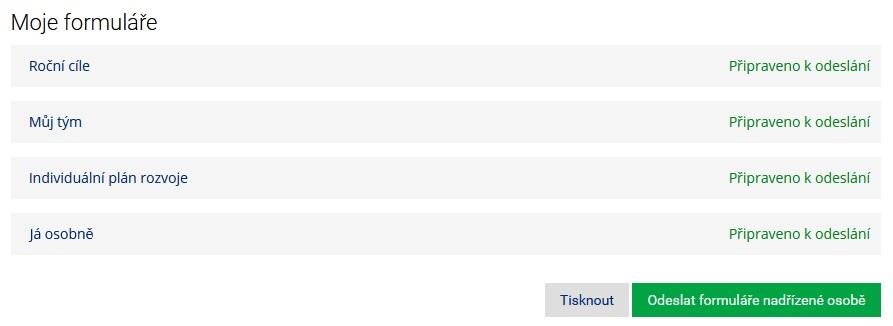 Moje formuláře
Roční cíle Připraveno k odeslání
Můj tým Připraveno k odeslání
Individuální plán rozvoje Připraveno k odeslání
Já osobně Připraveno k odeslání
Tisknout Odeslat formuláře nadřízené osobě